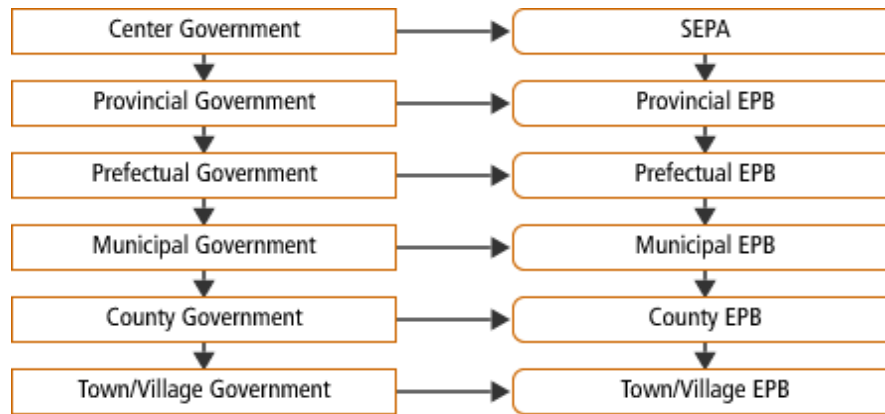 Center Government
SEPA
Provincial Government
Provincial EPB
Prefectual Government
Prefectual EPB
Municipal Government
Municipal EPB
County Government
County EPB
Town/Village Government
Town/Village EPB